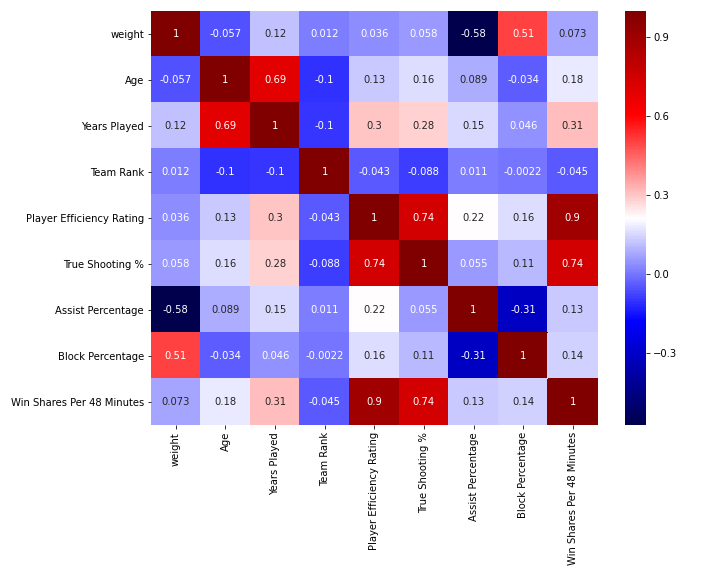 weight 1 -0.057 0.12 0.012 0.036 0.058 -0.58 0.51 0.073
Age -0.057 1 0.69 -0.1 0.13 0.16 0.089 -0.034 0.18
Years Played 0.12 0.69 1 -0.1 0.3 0.28 0.15 0.046 0.31
Team Rank 0.012 -0.1 -0.1 1 -0.043 -0.088 0.011 -0.0022 -0.045
Player Efficiency Rating 0.036 0.13 0.3 -0.043 1 0.74 0.22 0.16 0.9
True Shooting % 0.058 0.16 0.28 -0.088 0.74 1 0.055 0.11 0.74
Assist Percentage -0.58 0.089 0.15 0.011 0.22 0.055 1 -0.31 0.13
Block Percentage 0.51 -0.034 0.046 -0.0022 0.16 0.11 -0.31 1 0.14
Win Shares Per 48 Minutes 0.073 0.18 0.31 -0.045 0.9 0.74 0.13 0.14 1
weight
Age
Years Played
Team Rank
Player Efficiency Rating
True Shooting %
Assist Percentage
Block Percentage
Win Shares Per 48 Minutes
0.9
0.6
0.3
0.0
-0.3